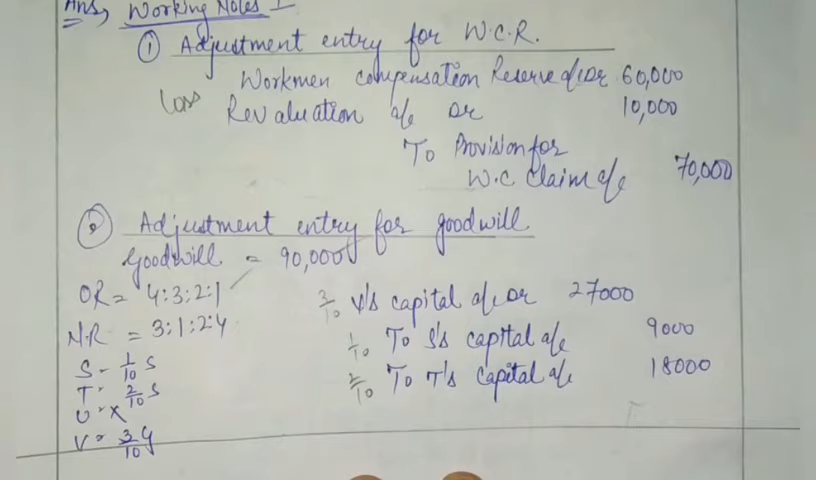 Ans, Working Notes :-
① Adjustment entry for W.C.R.
Workmen Compensation Reserve a/c Dr 60,000
Loss Revaluation a/c Dr 10,000
To Provision for
W.C Claim a/c 70,000
② Adjustment entry for goodwill
Goodwill = 90,000
OR = 4:3:2:1
3/10 V's capital a/c Dr 27000
N.R = 3:1:2:4
1/10 To S's capital a/c 9000
S - 1/10 S
2/10 To T's Capital a/c 18000
T - 2/10 S
U - X
V = 3/10 G